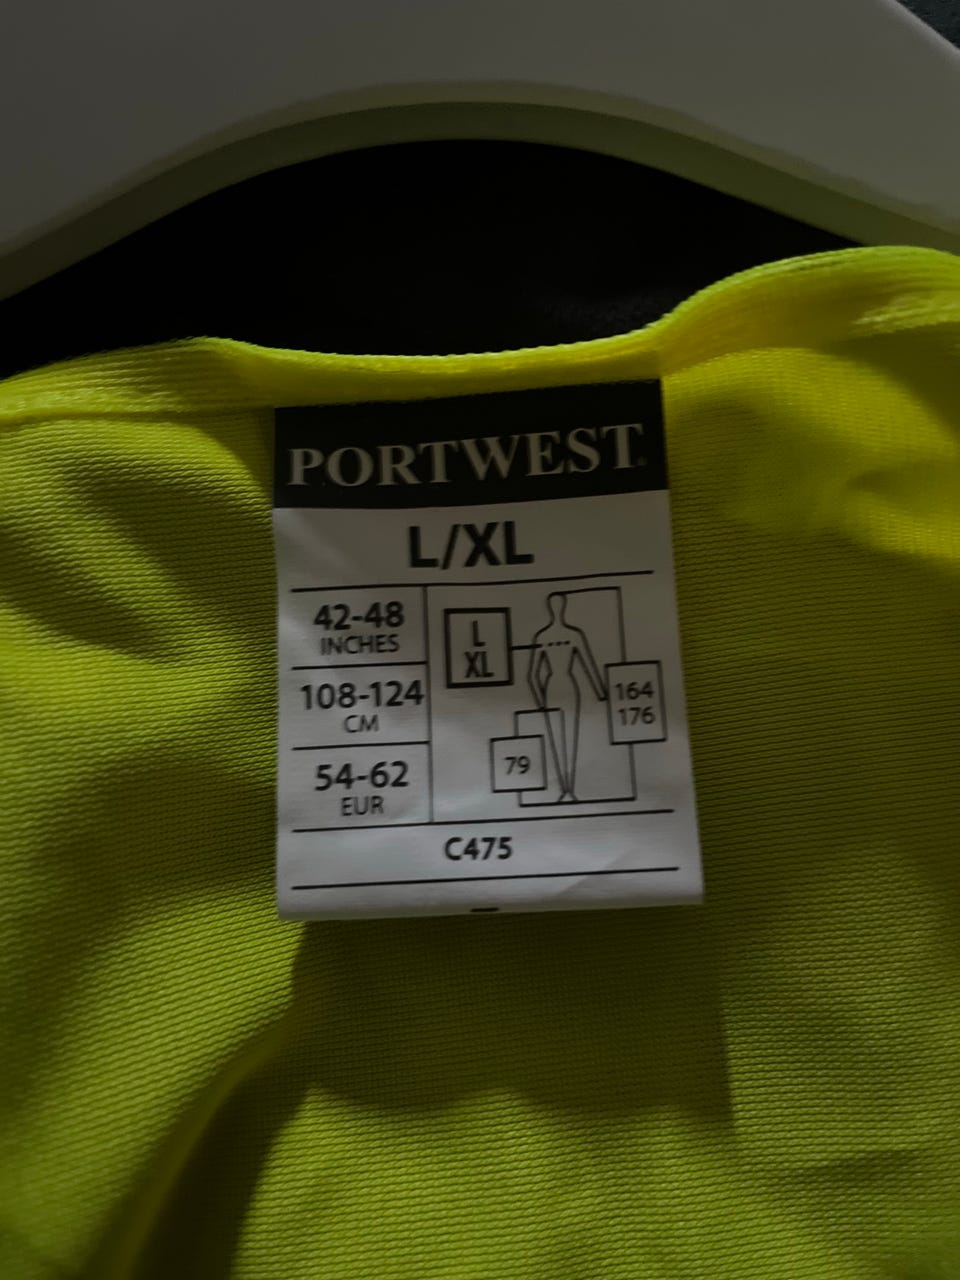 PORTWEST
L/XL
42-48
INCHES
108-124
CM
54-62
EUR
L
XL
164
176
79
C475